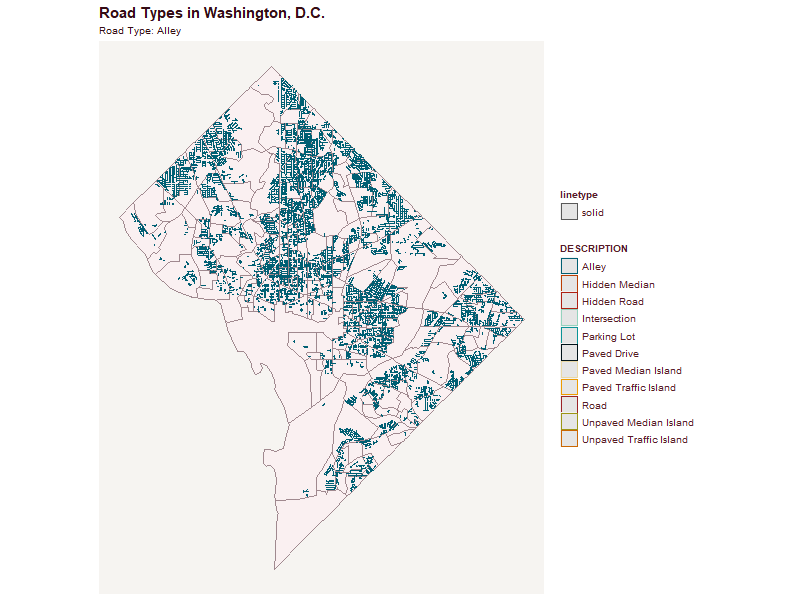 Road Types in Washington, D.C.
Road Type: Alley
linetype
solid
DESCRIPTION
Alley
Hidden Median
Hidden Road
Intersection
Parking Lot
Paved Drive
Paved Median Island
Paved Traffic Island
Road
Unpaved Median Island
Unpaved Traffic Island